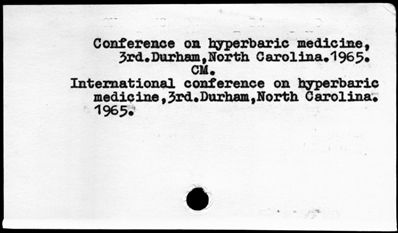 Conference on hyperbaric medicine,
3rd.Durham,North Carolina.1965.
CM.
International conference on hyperbaric
medicine,3rd.Durham,North Carolina.
1965.